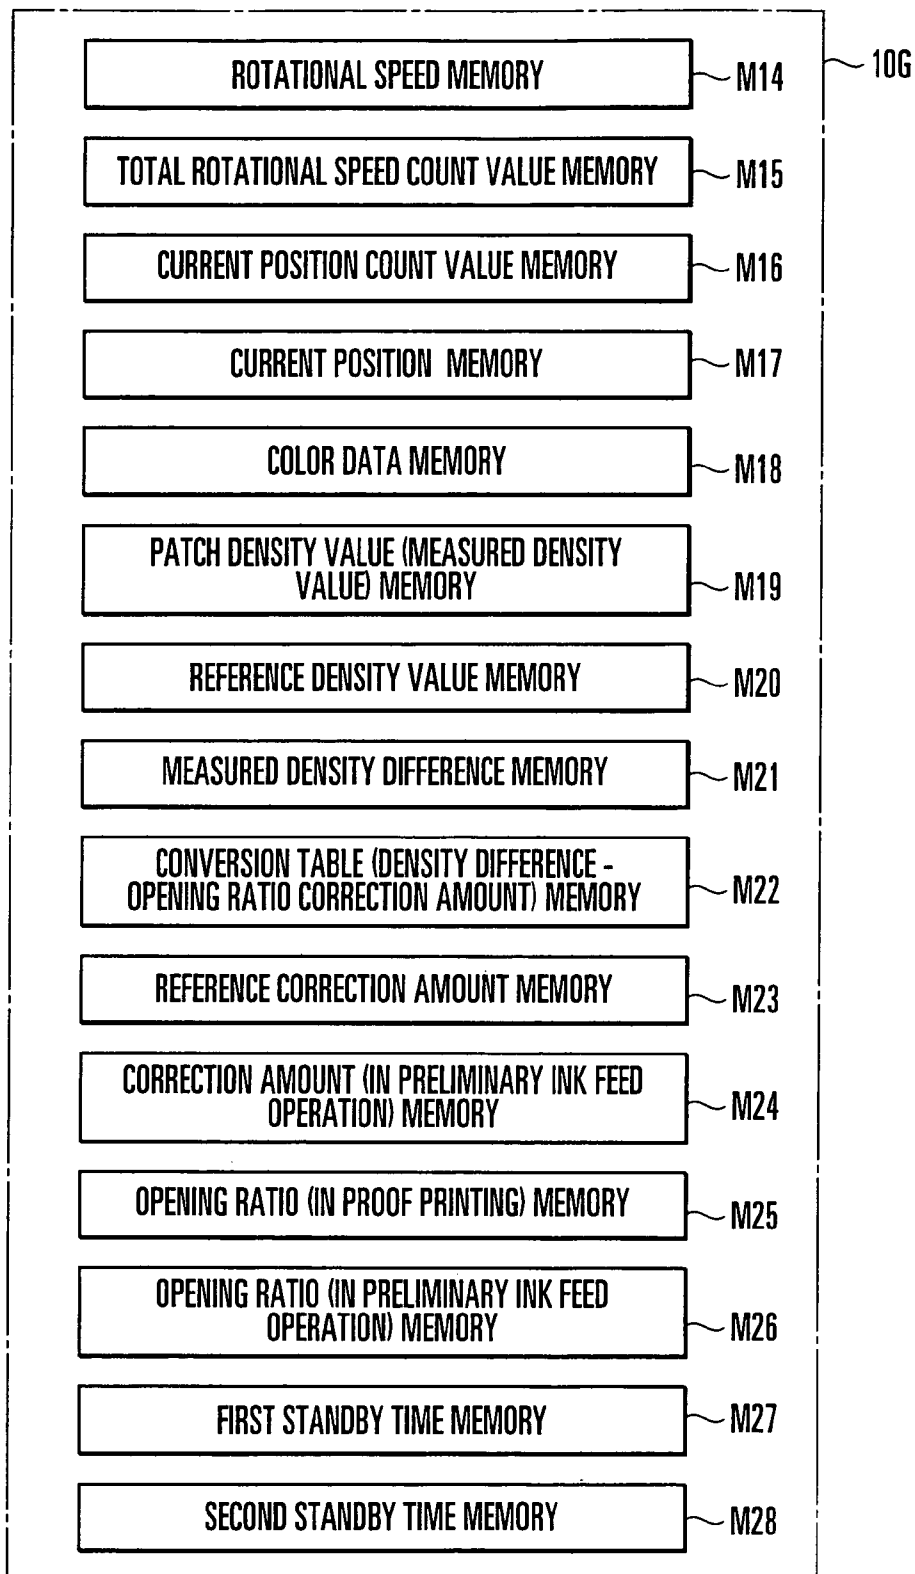 10G
ROTATIONAL SPEED MEMORY
M14
TOTAL ROTATIONAL SPEED COUNT VALUE MEMORY
M15
CURRENT POSITION COUNT VALUE MEMORY
M16
CURRENT POSITION MEMORY
M17
COLOR DATA MEMORY
M18
PATCH DENSITY VALUE (MEASURED DENSITY
VALUE) MEMORY
M19
REFERENCE DENSITY VALUE MEMORY
M20
MEASURED DENSITY DIFFERENCE MEMORY
M21
CONVERSION TABLE (DENSITY DIFFERENCE -
OPENING RATIO CORRECTION AMOUNT) MEMORY
M22
REFERENCE CORRECTION AMOUNT MEMORY
M23
CORRECTION AMOUNT (IN PRELIMINARY INK FEED
OPERATION) MEMORY
M24
OPENING RATIO (IN PROOF PRINTING) MEMORY
M25
OPENING RATIO (IN PRELIMINARY INK FEED
OPERATION) MEMORY
M26
FIRST STANDBY TIME MEMORY
M27
SECOND STANDBY TIME MEMORY
M28